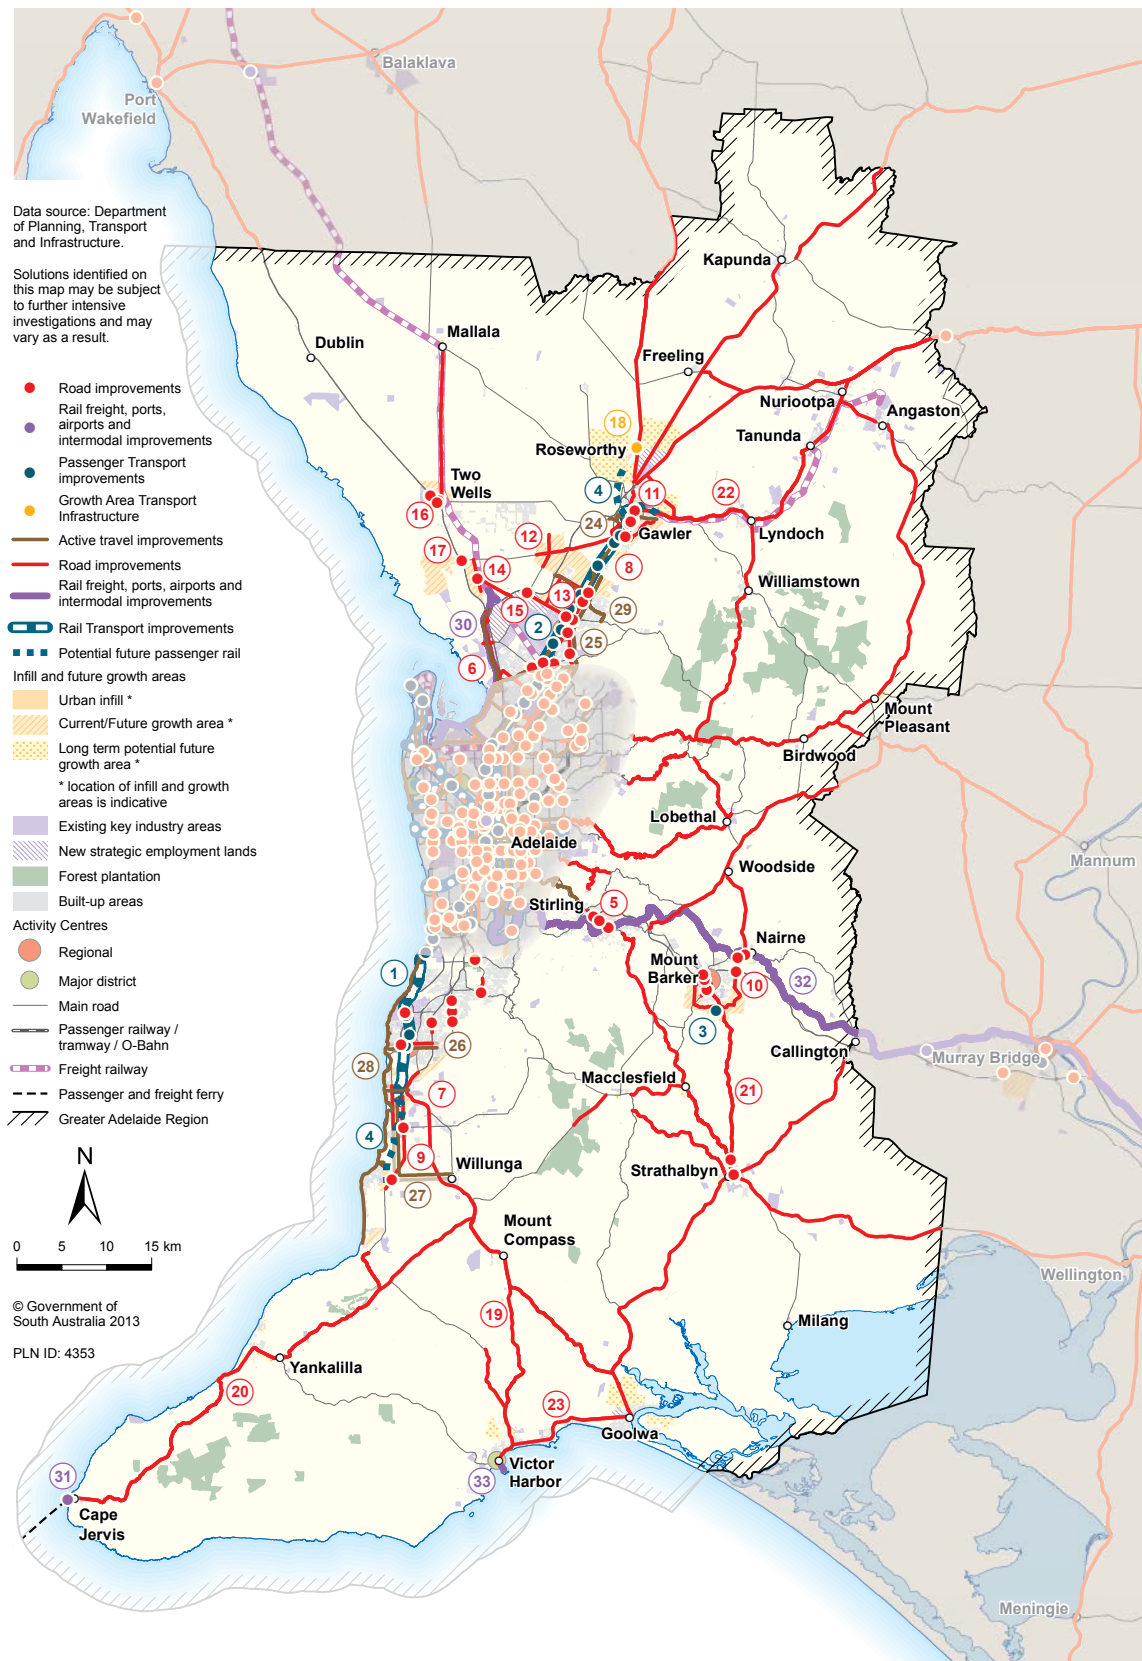 Balaklava
Port
Wakefield
Data source: Department
of Planning, Transport
and Infrastructure.
Solutions identified on
this map may be subject
to further intensive
investigations and may
vary as a result.
Road improvements
Rail freight, ports,
airports and
intermodal improvements
Passenger Transport
improvements
Growth Area Transport
Infrastructure
Active travel improvements
Road improvements
Rail freight, ports, airports and
intermodal improvements
Rail Transport improvements
Potential future passenger rail
Infill and future growth areas
Urban infill *
Current/Future growth area *
Long term potential future
growth area *
* location of infill and growth
areas is indicative
Existing key industry areas
New strategic employment lands
Forest plantation
Built-up areas
Activity Centres
Regional
Major district
Main road
Passenger railway /
tramway / O-Bahn
Freight railway
Passenger and freight ferry
Greater Adelaide Region
N
0 5 10 15 km
© Government of
South Australia 2013
PLN ID: 4353
Kapunda
Dublin
Mallala
Freeling
Nuriootpa
Angaston
18
Roseworthy
Tanunda
Two
Wells
4
11
22
16
24
Gawler
Lyndoch
12
17
8
14
Williamstown
13
15
29
30
2
25
6
Mount
Pleasant
Birdwood
Lobethal
Adelaide
Mannum
Woodside
Stirling
5
Nairne
1
Mount
Barker
10
32
3
Callington
Murray Bridge
26
28
Macclesfield
7
21
4
9
Willunga
Strathalbyn
27
Mount
Compass
Wellington
19
Milang
Yankalilla
20
23
Goolwa
31
33
Victor
Harbor
Cape
Jervis
Meningie